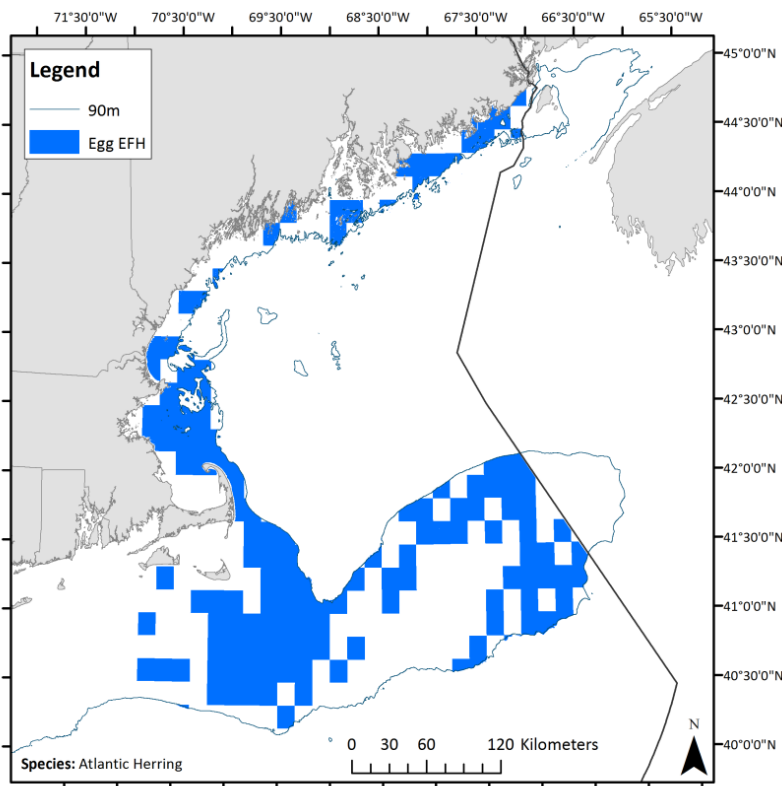 71°30'0"W 70°30'0"W 69°30'0"W 68°30'0"W 67°30'0"W 66°30'0"W 65°30'0"W
Legend
90m
Egg EFH
45°0'0"N
44°30'0"N
44°0'0"N
43°30'0"N
43°0'0"N
42°30'0"N
42°0'0"N
41°30'0"N
41°0'0"N
40°30'0"N
40°0'0"N
N
0 30 60 120 Kilometers
Species: Atlantic Herring